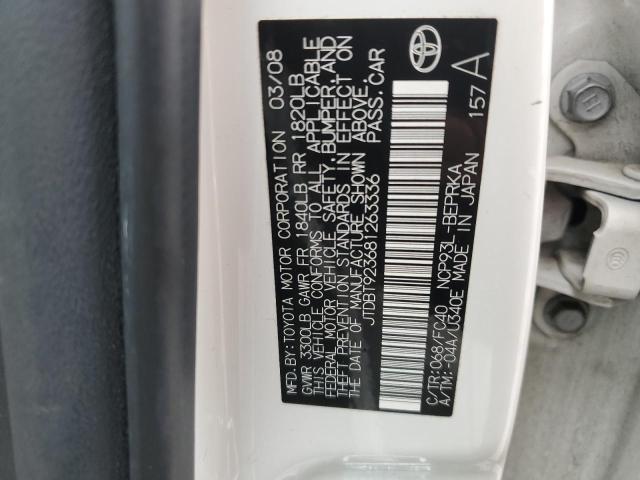 MFD. BY: TOYOTA MOTOR CORPORATION 03/08
GVWR 3300LB GAWR FR 1840LB RR 1820LB
THIS VEHICLE CONFORMS TO ALL APPLICABLE
FEDERAL MOTOR VEHICLE SAFETY, BUMPER, AND
THEFT PREVENTION STANDARDS IN EFFECT ON
THE DATE OF MANUFACTURE SHOWN ABOVE.
JTDBT923681263336 PASS. CAR
C/TR: 068/FC40 NCP93L-BEPRKA
A/TM: -04A/U340E MADE IN JAPAN 157A